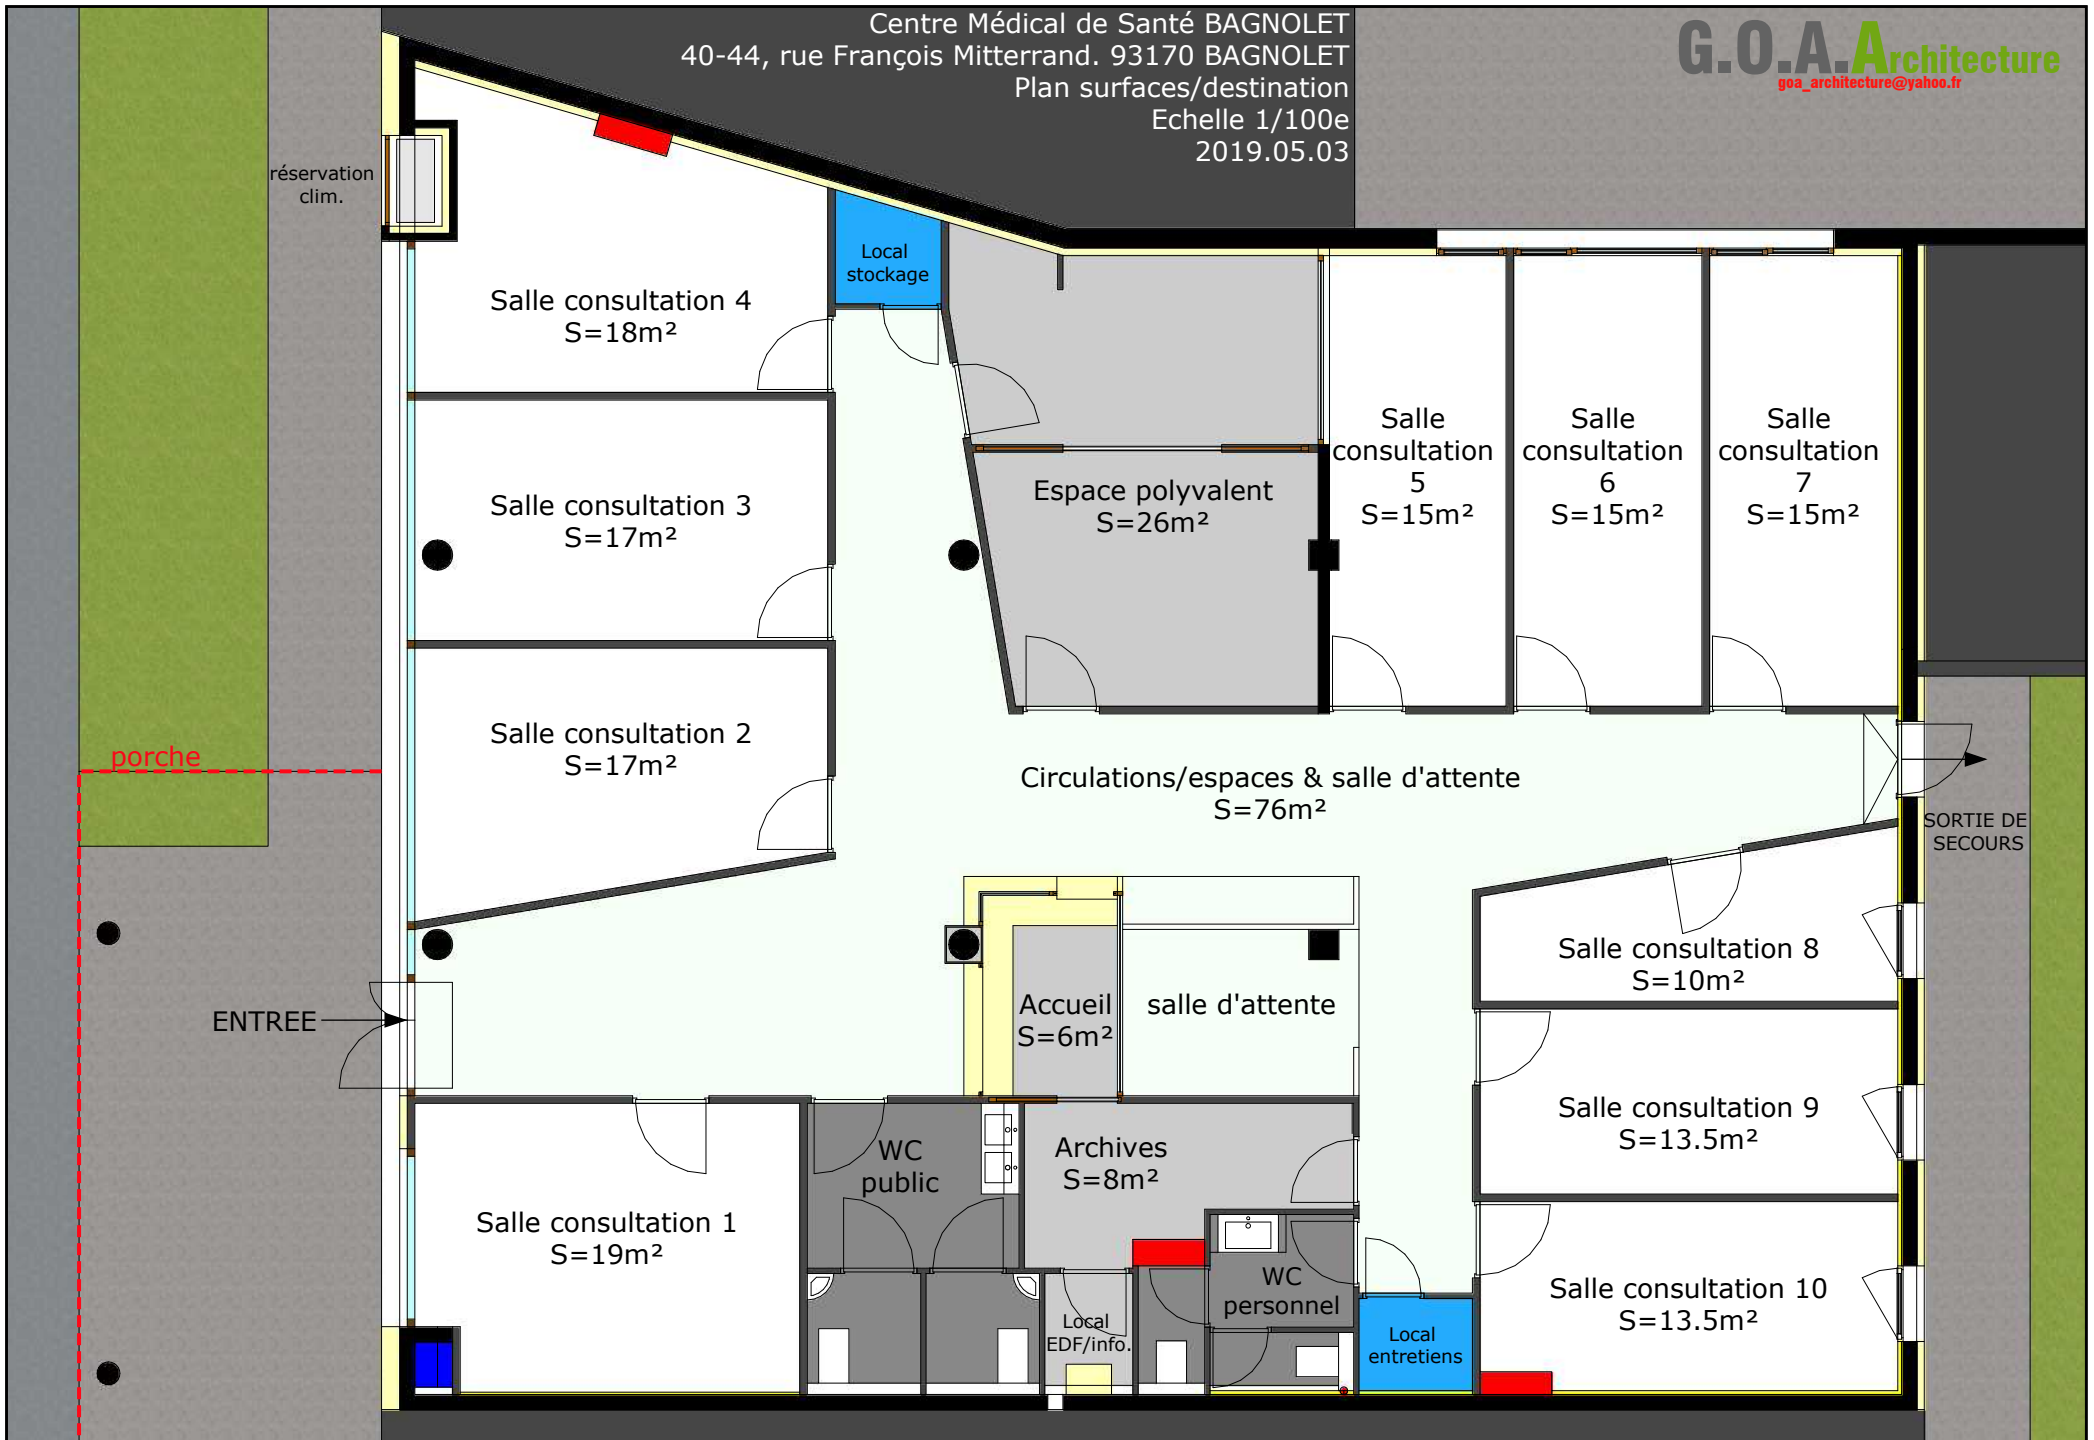 Centre Médical de Santé BAGNOLET
40-44, rue François Mitterrand. 93170 BAGNOLET
Plan surfaces/destination
Echelle 1/100e
2019.05.03
G.O.A.Architecture
goa_architecture@yahoo.fr
réservation
clim.
Local
stockage
Salle consultation 4
S=18m²
Salle consultation 3
S=17m²
Espace polyvalent
S=26m²
Salle
consultation
5
S=15m²
Salle
consultation
6
S=15m²
Salle
consultation
7
S=15m²
Salle consultation 2
S=17m²
porche
Circulations/espaces & salle d'attente
S=76m²
SORTIE DE
SECOURS
ENTREE
Accueil
S=6m²
salle d'attente
Salle consultation 8
S=10m²
Salle consultation 9
S=13.5m²
Salle consultation 1
S=19m²
WC
public
Archives
S=8m²
WC
personnel
Local
EDF/info.
Local
entretiens
Salle consultation 10
S=13.5m²